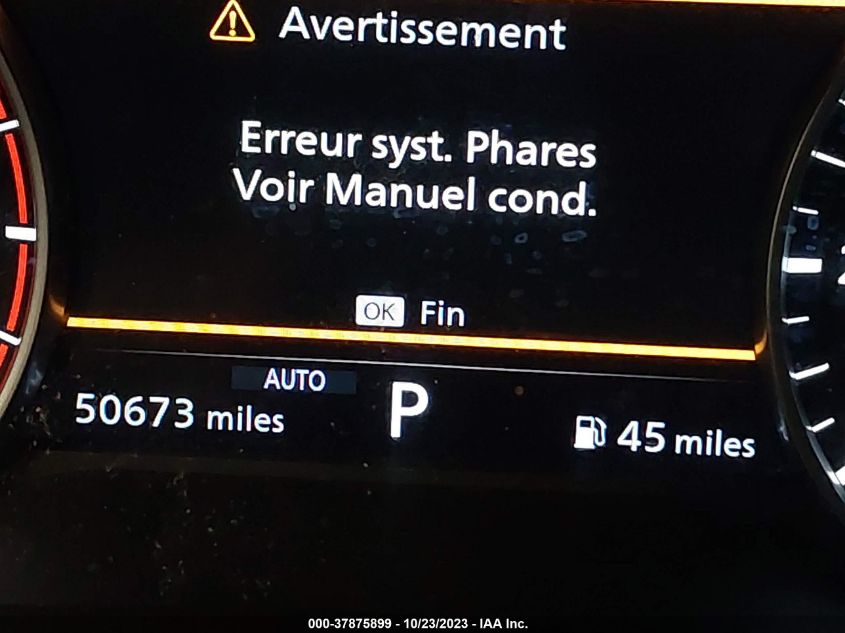 Avertissement
Erreur syst. Phares
Voir Manuel cond.
OK Fin
AUTO
50673 miles
P
45 miles
000-37875899 - 10/23/2023 - IAA Inc.